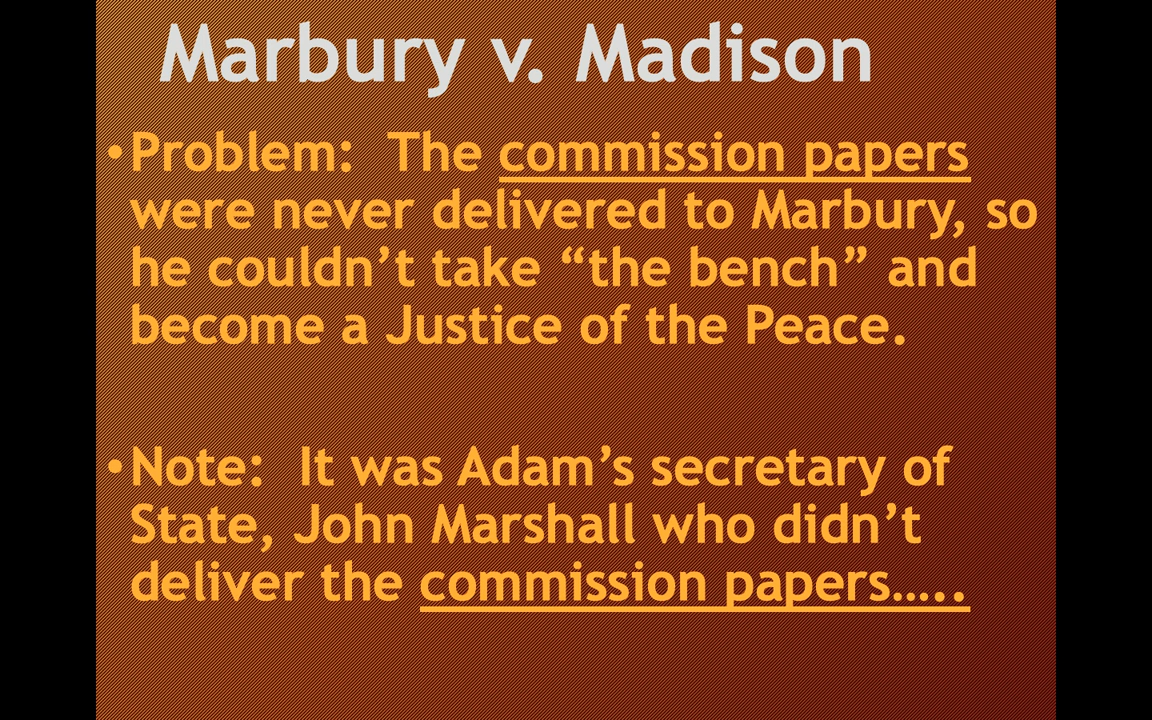 Marbury v. Madison
•Problem:  The commission papers
were never delivered to Marbury, so
he couldn’t take “the bench” and
become a Justice of the Peace.
•Note:  It was Adam’s secretary of
State, John Marshall who didn’t
deliver the commission papers…..